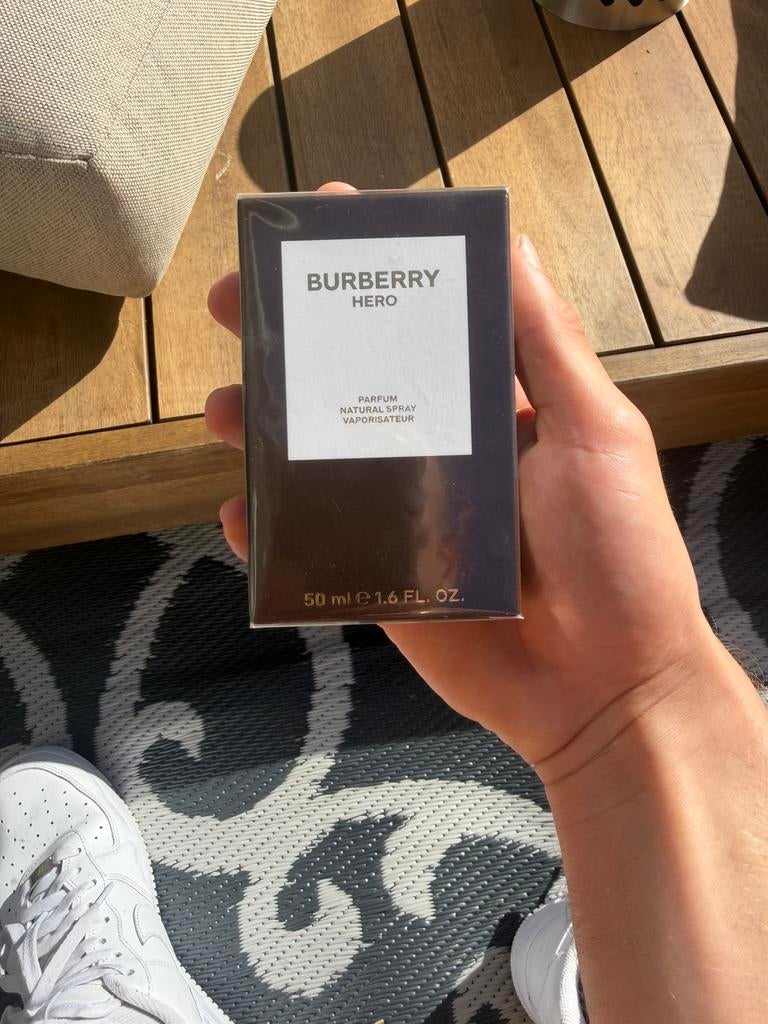 BURBERRY
HERO
PARFUM
NATURAL SPRAY
VAPORISATEUR
50 ml ℮ 1.6 FL. OZ.